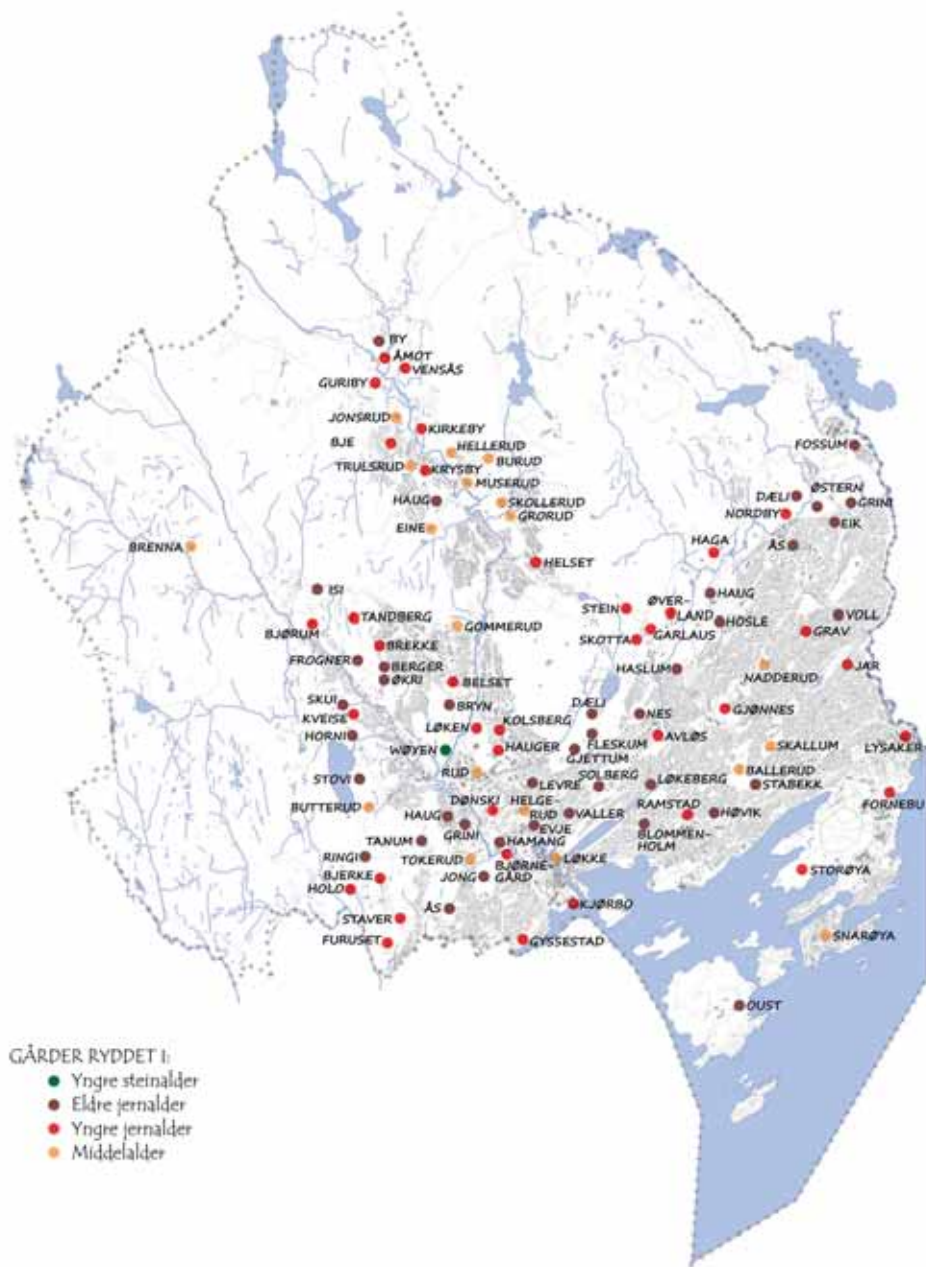 BY
ÅMOT
VENSÅS
GURIBY
JONSRUD
KIRKEBY
BJE
HELLERUD
FOSSUM
BURUD
TRULSRUD
KRYSBY
MUSERUD
DÆLI
ØSTERN
HAUG
SKOLLERUD
GRINI
NORDBY
GRORUD
EIK
EINE
BRENNA
HAGA
ÅS
HELSET
ISI
HAUG
STEIN
ØVER-
LAND
TANDBERG
HOSLE
VOLL
BJØRUM
GOMMERUD
GARLAUS
GRAV
SKOTTA
BREKKE
FROGNER
BERGER
HASLUM
NADDERUD
JAR
ØKRI
BELSET
SKUI
BRYN
DÆLI
NES
GJØNNES
KVEISE
LØKEN
KOLSBERG
HORNI
FLESKUM
AVLØS
LYSAKER
WØYEN
HAUGER
GJETTUM
SKALLUM
RUD
SOLBERG
BALLERUD
STOVI
LEVRE
LØKEBERG
STABEKK
FORNEBU
BUTTERUD
DØNSKI
HELGE-
RUD
RAMSTAD
HAUG
VALLER
HØVIK
GRINI
EVJE
BLOMMEN-
HOLM
TANUM
HAMANG
RINGI
TOKERUD
BJØRNE-
GÅRD
LØKKE
STORØYA
BJERKE
JONG
HOLO
KJØRBO
ÅS
STAVER
SNARØYA
FURUSET
GYSSESTAD
OUST
GÅRDER RYDDET I:
Yngre steinalder
Eldre jernalder
Yngre jernalder
Middelalder